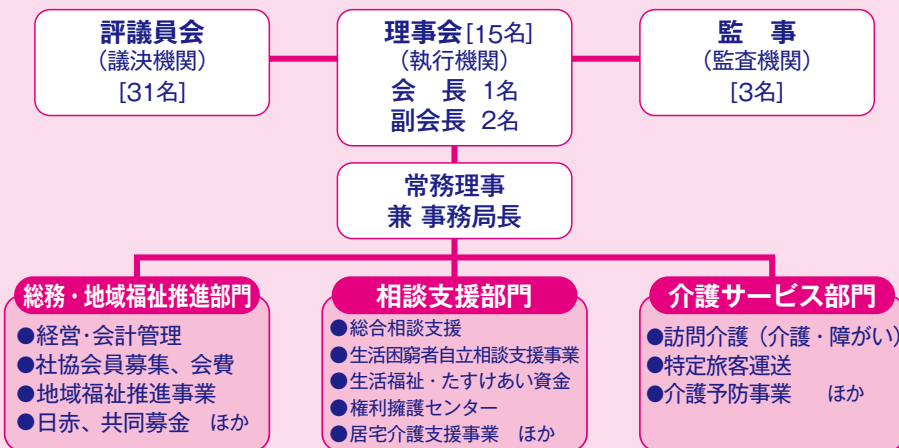 評議員会
（議決機関）
[31名]
理事会[15名]
（執行機関）
会　長 1名
副会長 2名
監　事
（監査機関）
[3名]
常務理事
兼 事務局長
総務・地域福祉推進部門
●経営・会計管理
●社協会員募集、会費
●地域福祉推進事業
●日赤、共同募金　ほか
相談支援部門
●総合相談支援
●生活困窮者自立相談支援事業
●生活福祉・たすけあい資金
●権利擁護センター
●居宅介護支援事業　ほか
介護サービス部門
●訪問介護（介護・障がい）
●特定旅客運送
●介護予防事業　ほか